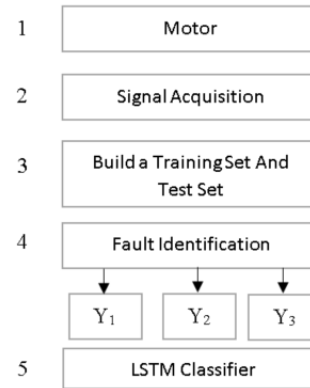 1 Motor
2 Signal Acquisition
3 Build a Training Set And
Test Set
4 Fault Identification
Y₁ Y₂ Y₃
5 LSTM Classifier